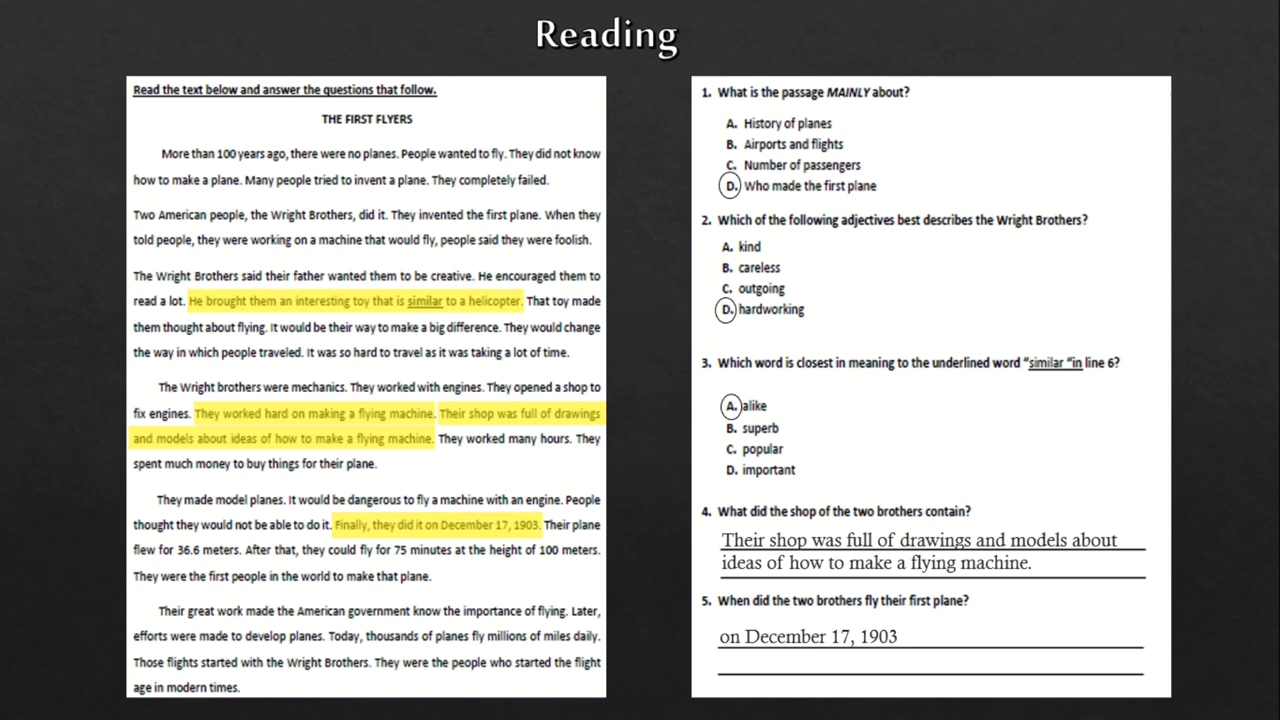 Reading
Read the text below and answer the questions that follow.
THE FIRST FLYERS
More than 100 years ago, there were no planes. People wanted to fly. They did not know
how to make a plane. Many people tried to invent a plane. They completely failed.
Two American people, the Wright Brothers, did it. They invented the first plane. When they
told people, they were working on a machine that would fly, people said they were foolish.
The Wright Brothers said their father wanted them to be creative. He encouraged them to
read a lot. He brought them an interesting toy that is similar to a helicopter. That toy made
them thought about flying. It would be their way to make a big difference. They would change
the way in which people traveled. It was so hard to travel as it was taking a lot of time.
The Wright brothers were mechanics. They worked with engines. They opened a shop to
fix engines. They worked hard on making a flying machine. Their shop was full of drawings
and models about ideas of how to make a flying machine. They worked many hours. They
spent much money to buy things for their plane.
They made model planes. It would be dangerous to fly a machine with an engine. People
thought they would not be able to do it. Finally, they did it on December 17, 1903. Their plane
flew for 36.6 meters. After that, they could fly for 75 minutes at the height of 100 meters.
They were the first people in the world to make that plane.
Their great work made the American government know the importance of flying. Later,
efforts were made to develop planes. Today, thousands of planes fly millions of miles daily.
Those flights started with the Wright Brothers. They were the people who started the flight
age in modern times.
1. What is the passage MAINLY about?
A. History of planes
B. Airports and flights
C. Number of passengers
D. Who made the first plane
2. Which of the following adjectives best describes the Wright Brothers?
A. kind
B. careless
C. outgoing
D. hardworking
3. Which word is closest in meaning to the underlined word "similar "in line 6?
A. alike
B. superb
C. popular
D. important
4. What did the shop of the two brothers contain?
Their shop was full of drawings and models about
ideas of how to make a flying machine.
5. When did the two brothers fly their first plane?
on December 17, 1903